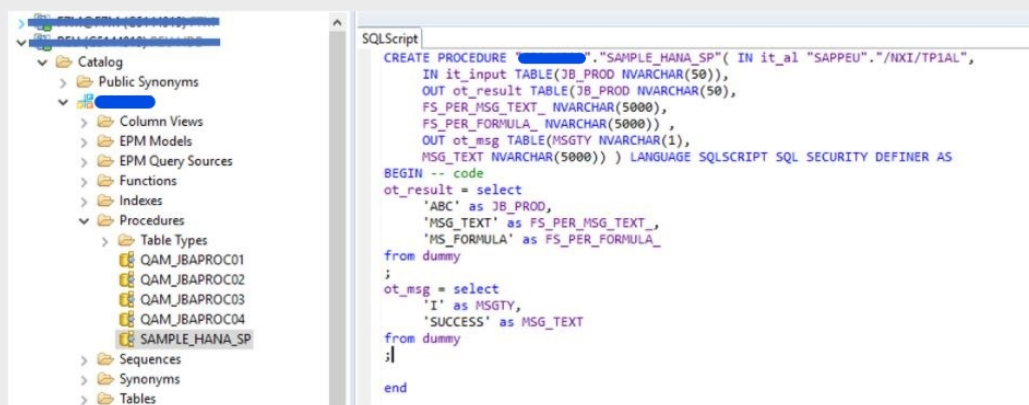 Catalog
Public Synonyms
Column Views
EPM Models
EPM Query Sources
Functions
Indexes
Procedures
Table Types
QAM_JBAPROC01
QAM_JBAPROC02
QAM_JBAPROC03
QAM_JBAPROC04
SAMPLE_HANA_SP
Sequences
Synonyms
Tables
SQLScript
CREATE PROCEDURE ""."SAMPLE_HANA_SP"( IN it_al "SAPPEU"."/NXI/TP1AL",
IN it_input TABLE(JB_PROD NVARCHAR(50)),
OUT ot_result TABLE(JB_PROD NVARCHAR(50),
FS_PER_MSG_TEXT_ NVARCHAR(5000),
FS_PER_FORMULA_ NVARCHAR(5000)) ,
OUT ot_msg TABLE(MSGTY NVARCHAR(1),
MSG_TEXT NVARCHAR(5000)) ) LANGUAGE SQLSCRIPT SQL SECURITY DEFINER AS
BEGIN -- code
ot_result = select
'ABC' as JB_PROD,
'MSG_TEXT' as FS_PER_MSG_TEXT_,
'MS_FORMULA' as FS_PER_FORMULA_
from dummy
;
ot_msg = select
'I' as MSGTY,
'SUCCESS' as MSG_TEXT
from dummy
;
end